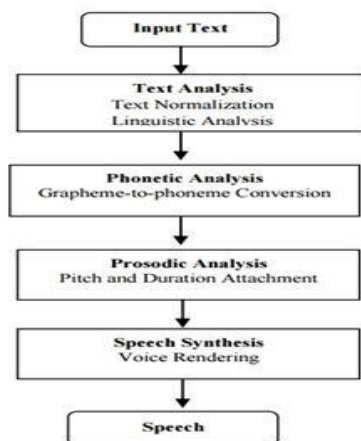 Input Text
Text Analysis
Text Normalization
Linguistic Analysis
Phonetic Analysis
Grapheme-to-phoneme Conversion
Prosodic Analysis
Pitch and Duration Attachment
Speech Synthesis
Voice Rendering
Speech